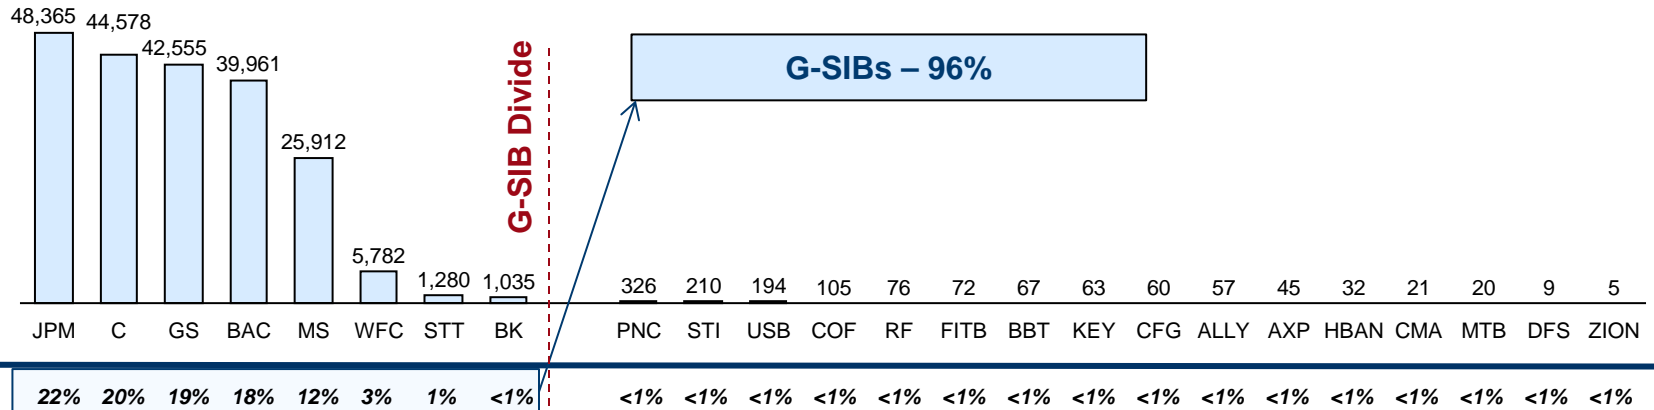 48,365 44,578 42,555 39,961 25,912 5,782 1,280 1,035 326 210 194 105 76 72 67 63 60 57 45 32 21 20 9 5
G-SIB Divide
G-SIBs – 96%
JPM C GS BAC MS WFC STT BK PNC STI USB COF RF FITB BBT KEY CFG ALLY AXP HBAN CMA MTB DFS ZION
22% 20% 19% 18% 12% 3% 1% <1% <1% <1% <1% <1% <1% <1% <1% <1% <1% <1% <1% <1% <1% <1% <1% <1%